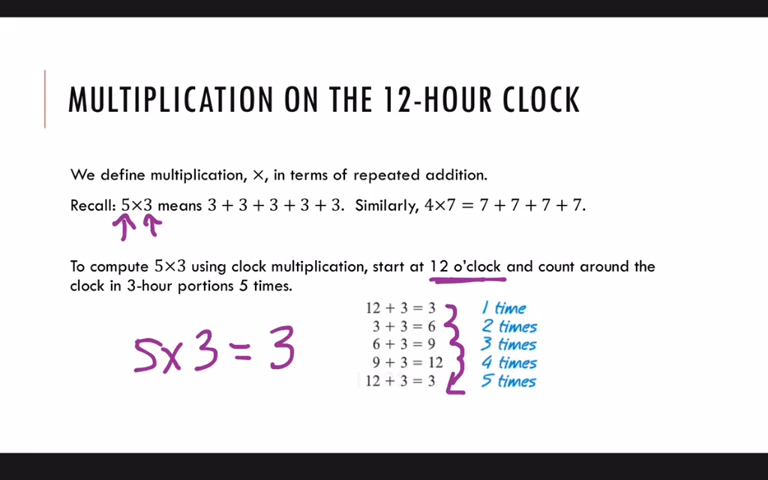 MULTIPLICATION ON THE 12-HOUR CLOCK
We define multiplication, ×, in terms of repeated addition.
Recall: 5×3 means 3 + 3 + 3 + 3 + 3. Similarly, 4×7 = 7 + 7 + 7 + 7.
To compute 5×3 using clock multiplication, start at 12 o'clock and count around the
clock in 3-hour portions 5 times.
12 + 3 = 3 1 time
3 + 3 = 6 2 times
6 + 3 = 9 3 times
9 + 3 = 12 4 times
12 + 3 = 3 5 times
5x3=3